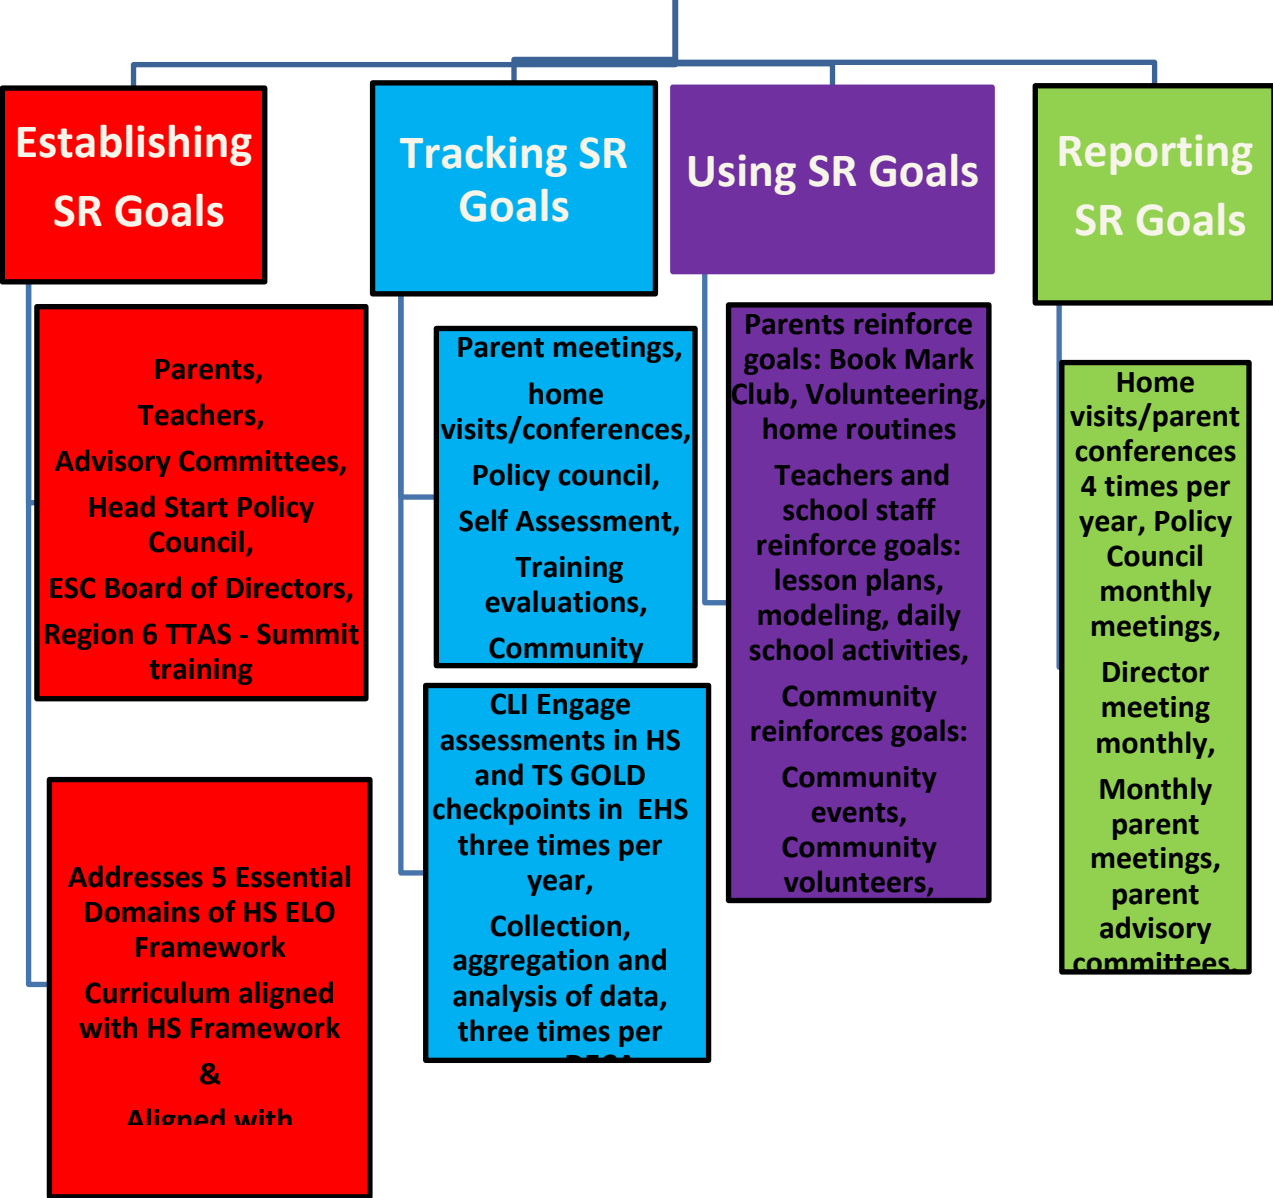 Establishing
SR Goals
Parents,
Teachers,
Advisory Committees,
Head Start Policy
Council,
ESC Board of Directors,
Region 6 TTAS - Summit
training
Addresses 5 Essential
Domains of HS ELO
Framework
Curriculum aligned
with HS Framework
&
Aligned with
Tracking SR
Goals
Parent meetings,
home
visits/conferences,
Policy council,
Self Assessment,
Training
evaluations,
Community
CLI Engage
assessments in HS
and TS GOLD
checkpoints in EHS
three times per
year,
Collection,
aggregation and
analysis of data,
three times per
Using SR Goals
Parents reinforce
goals: Book Mark
Club, Volunteering,
home routines
Teachers and
school staff
reinforce goals:
lesson plans,
modeling, daily
school activities,
Community
reinforces goals:
Community
events,
Community
volunteers,
Reporting
SR Goals
Home
visits/parent
conferences
4 times per
year, Policy
Council
monthly
meetings,
Director
meeting
monthly,
Monthly
parent
meetings,
parent
advisory
committees,